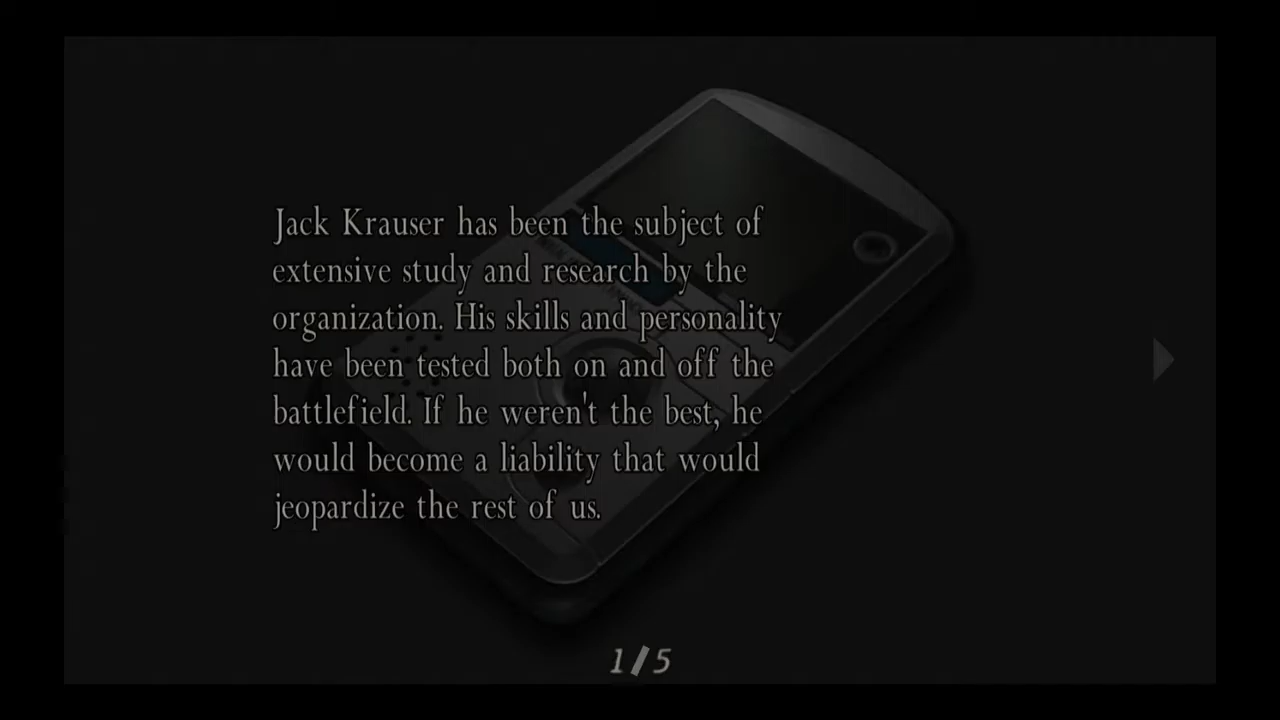 Jack Krauser has been the subject of
extensive study and research by the
organization. His skills and personality
have been tested both on and off the
battlefield. If he weren't the best, he
would become a liability that would
jeopardize the rest of us.
1/5